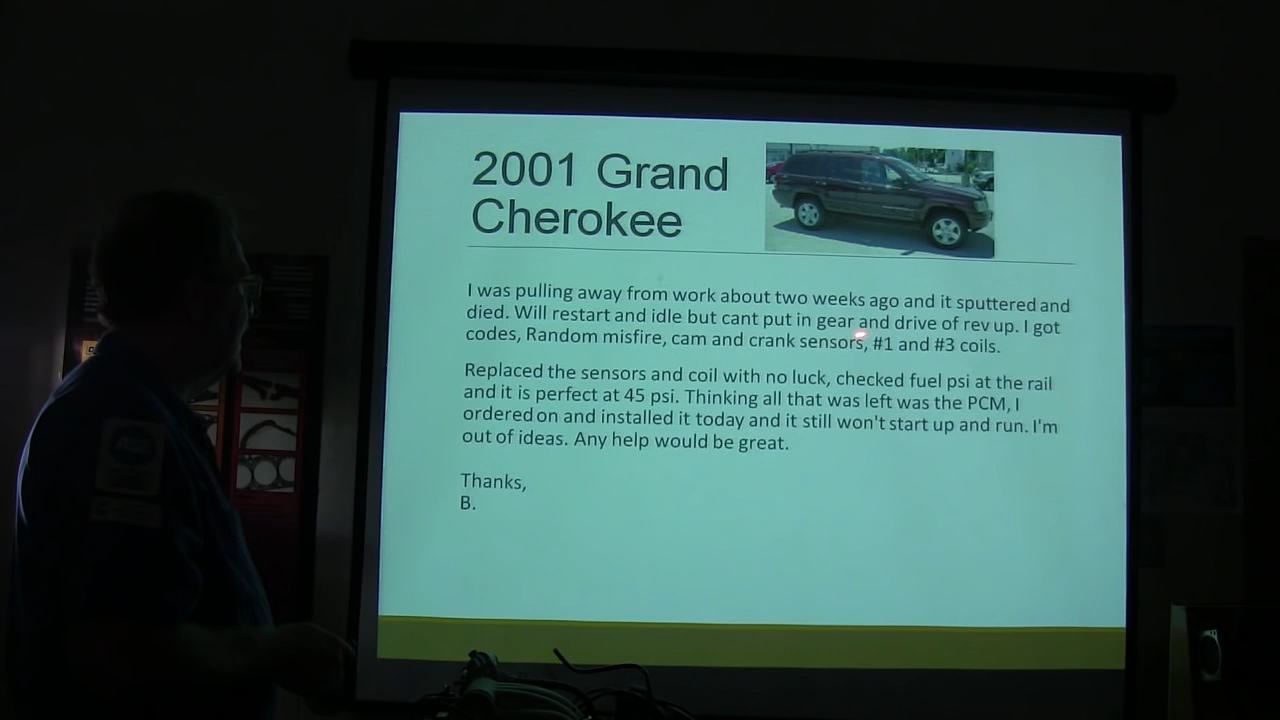 2001 Grand
Cherokee
I was pulling away from work about two weeks ago and it sputtered and
died. Will restart and idle but cant put in gear and drive of rev up. I got
codes, Random misfire, cam and crank sensors, #1 and #3 coils.
Replaced the sensors and coil with no luck, checked fuel psi at the rail
and it is perfect at 45 psi. Thinking all that was left was the PCM, I
ordered on and installed it today and it still won't start up and run. I'm
out of ideas. Any help would be great.
Thanks,
B.